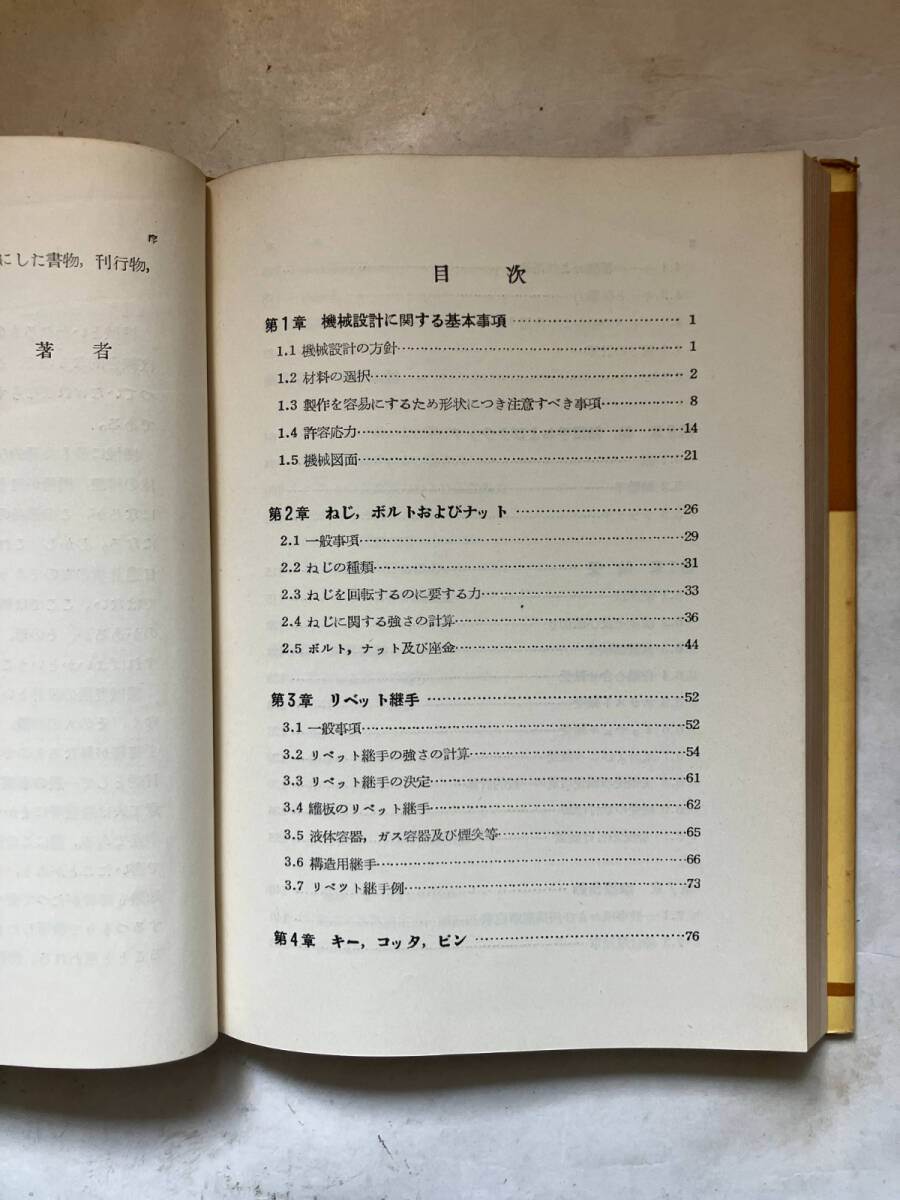 序
にした書物，刊行物，
著者
目次
第1章 機械設計に関する基本事項 1
1.1 機械設計の方針 1
1.2 材料の選択 2
1.3 製作を容易にするため形状につき注意すべき事項 8
1.4 許容応力 14
1.5 機械図面 21
第2章 ねじ，ボルトおよびナット 26
2.1 一般事項 29
2.2 ねじの種類 31
2.3 ねじを回転するのに要する力 33
2.4 ねじに関する強さの計算 36
2.5 ボルト，ナット及び座金 44
第3章 リベット継手 52
3.1 一般事項 52
3.2 リベット継手の強さの計算 54
3.3 リベット継手の決定 61
3.4 罐板のリベット継手 62
3.5 液体容器，ガス容器及び煙突等 65
3.6 構造用継手 66
3.7 リベツト継手例 73
第4章 キー，コッタ，ピン 76